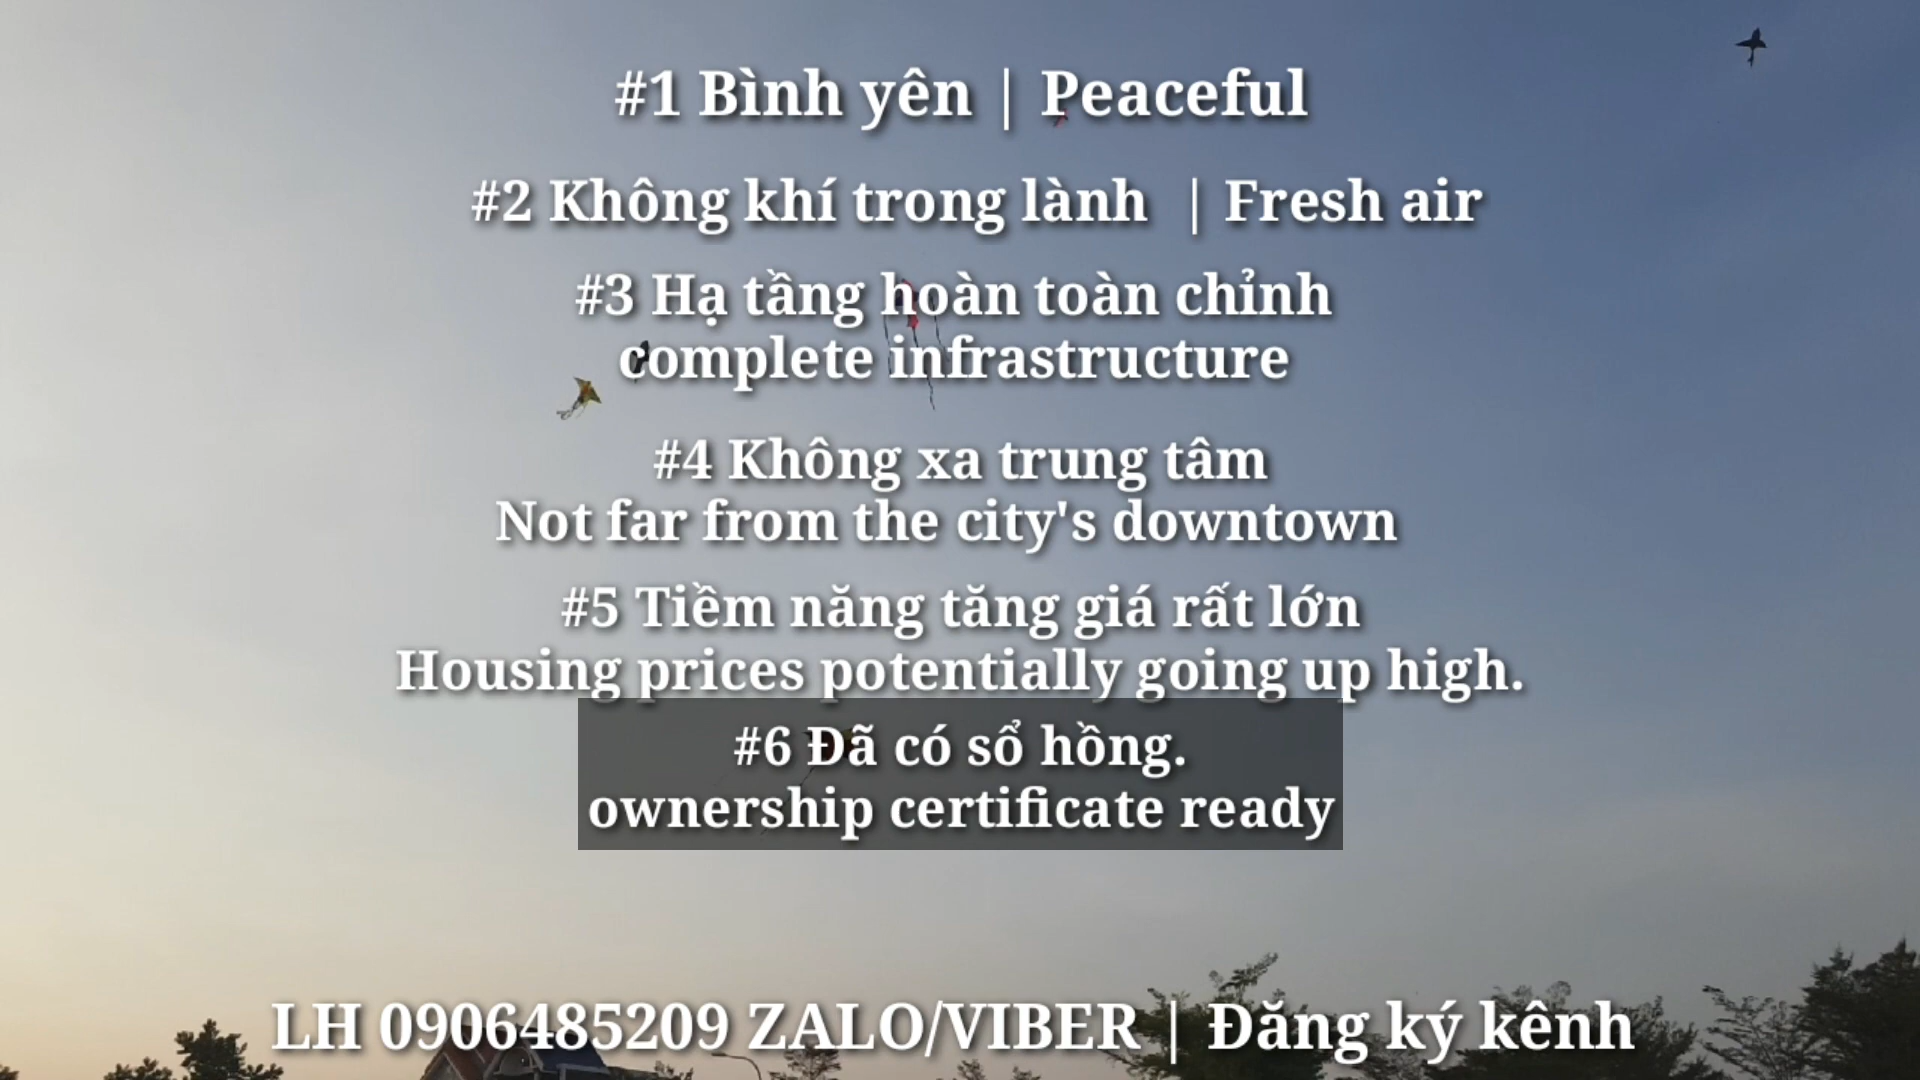 #1 Bình yên | Peaceful
#2 Không khí trong lành | Fresh air
#3 Hạ tầng hoàn toàn chỉnh
complete infrastructure
#4 Không xa trung tâm
Not far from the city's downtown
#5 Tiềm năng tăng giá rất lớn
Housing prices potentially going up high.
#6 Đã có sổ hồng.
ownership certificate ready
LH 0906485209 ZALO/VIBER | Đăng ký kênh